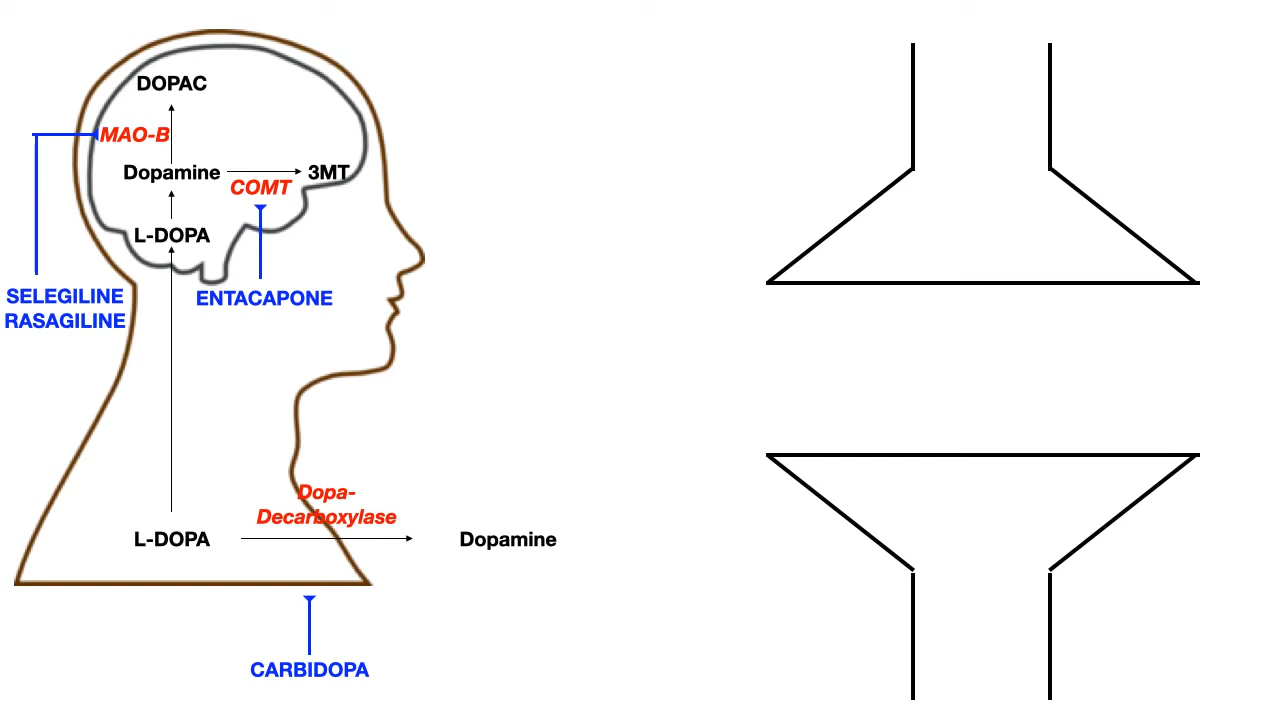 DOPAC
MAO-B
Dopamine
3MT
COMT
L-DOPA
SELEGILINE
RASAGILINE
ENTACAPONE
Dopa-
Decarboxylase
L-DOPA
Dopamine
CARBIDOPA